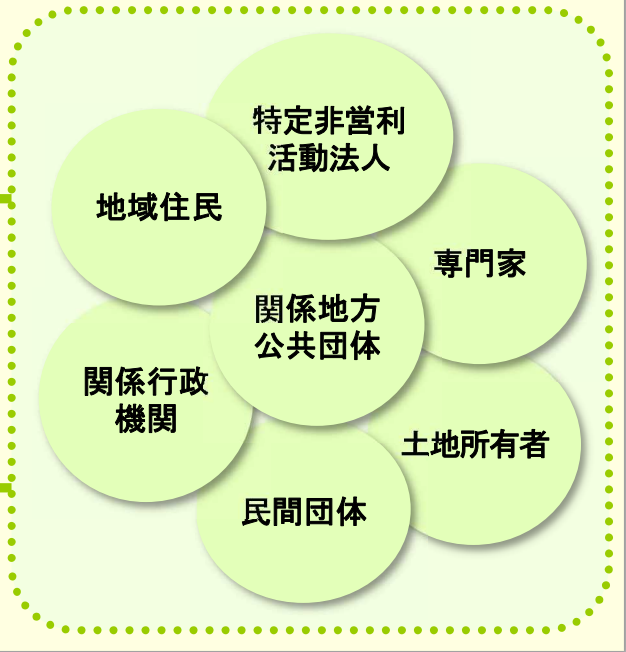 特定非営利
活動法人
地域住民
専門家
関係地方
公共団体
関係行政
機関
土地所有者
民間団体